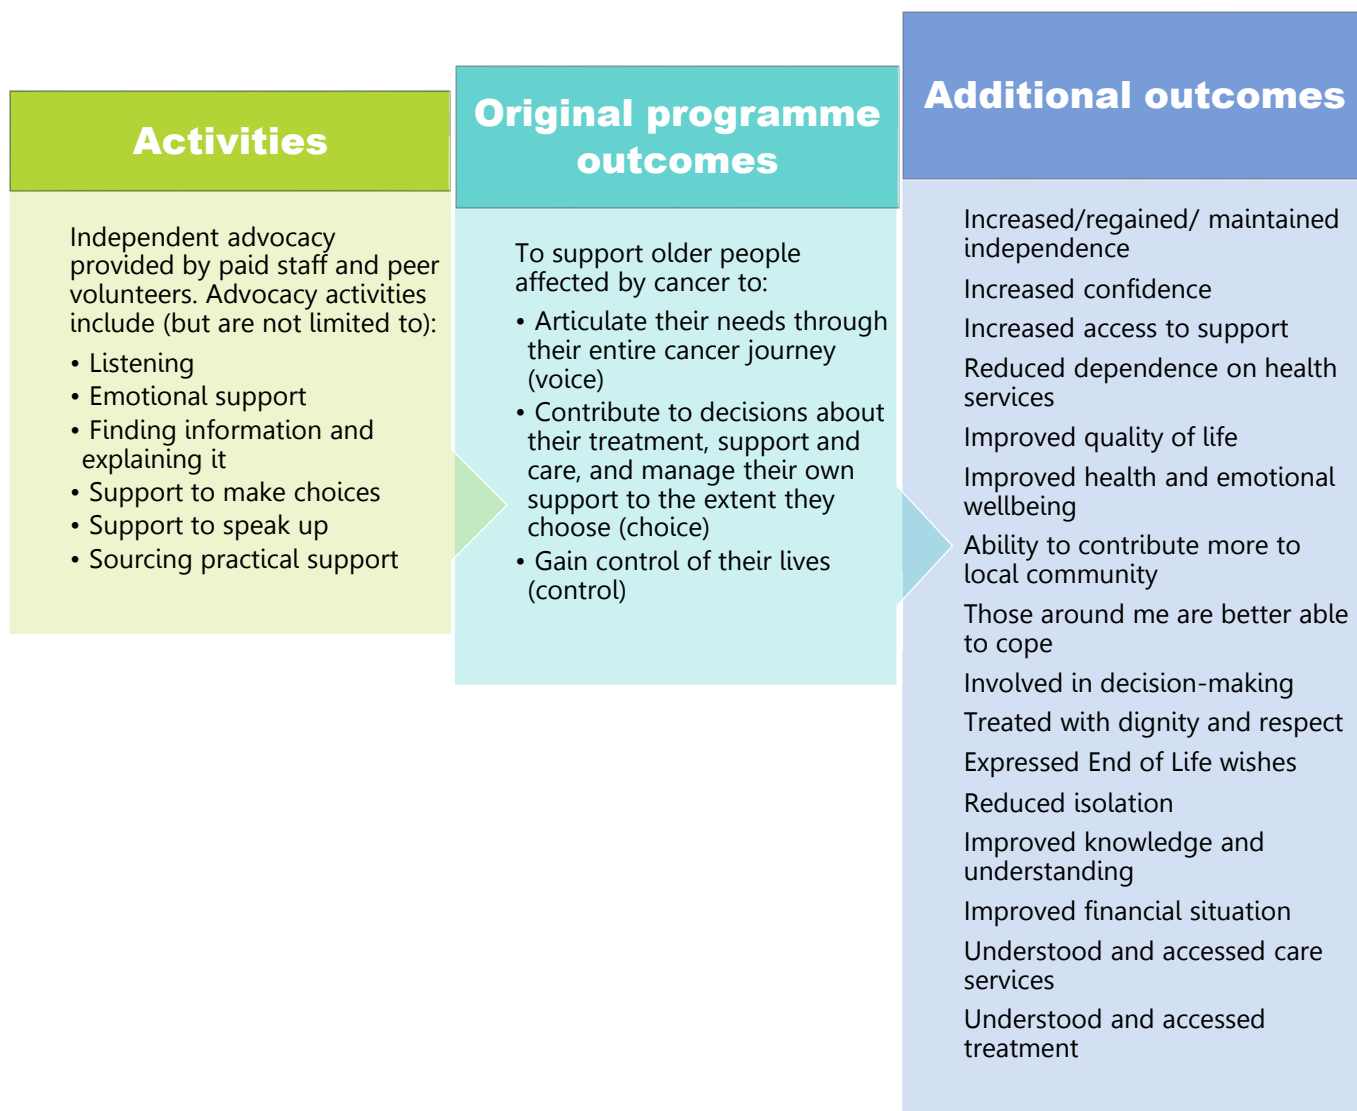 Activities
Independent advocacy
provided by paid staff and peer
volunteers. Advocacy activities
include (but are not limited to):
• Listening
• Emotional support
• Finding information and
explaining it
• Support to make choices
• Support to speak up
• Sourcing practical support
Original programme
outcomes
To support older people
affected by cancer to:
• Articulate their needs through
their entire cancer journey
(voice)
• Contribute to decisions about
their treatment, support and
care, and manage their own
support to the extent they
choose (choice)
• Gain control of their lives
(control)
Additional outcomes
Increased/regained/ maintained
independence
Increased confidence
Increased access to support
Reduced dependence on health
services
Improved quality of life
Improved health and emotional
wellbeing
Ability to contribute more to
local community
Those around me are better able
to cope
Involved in decision-making
Treated with dignity and respect
Expressed End of Life wishes
Reduced isolation
Improved knowledge and
understanding
Improved financial situation
Understood and accessed care
services
Understood and accessed
treatment